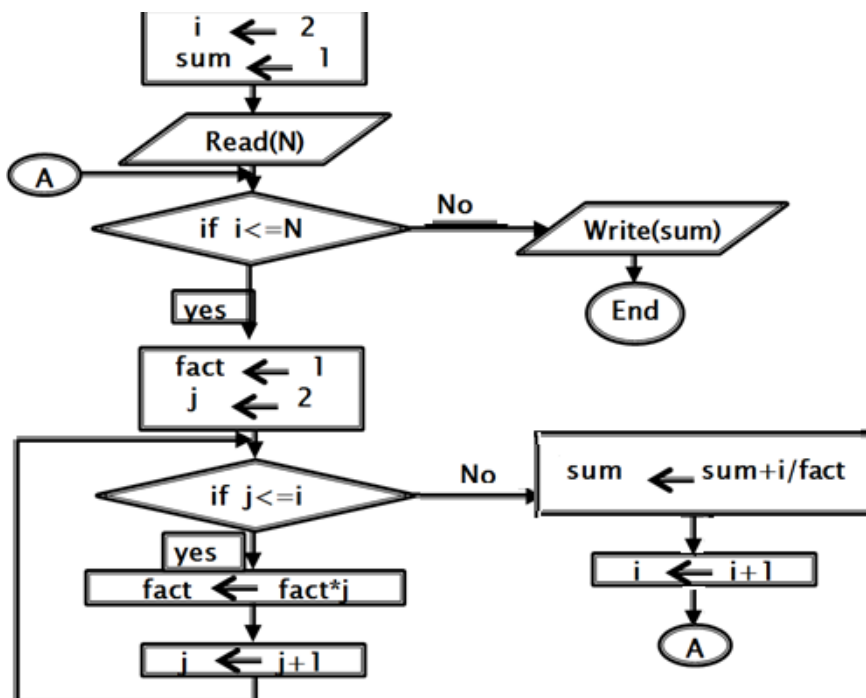 i ← 2
sum ← 1
Read(N)
A
if i<=N
No
Write(sum)
End
yes
fact ← 1
j ← 2
if j<=i
No
sum ← sum+i/fact
yes
fact ← fact*j
i ← i+1
j ← j+1
A